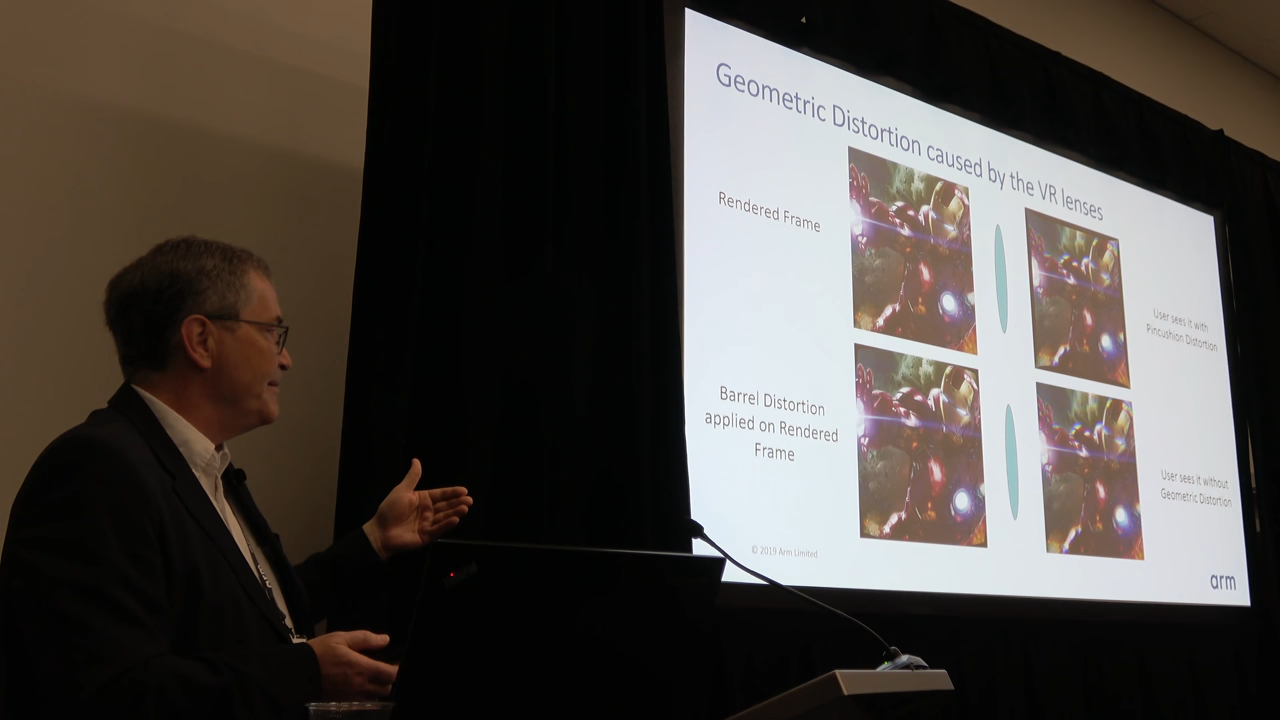 Geometric Distortion caused by the VR lenses
Rendered Frame
User sees it with
Pincushion Distortion
Barrel Distortion
applied on Rendered
Frame
User sees it without
Geometric Distortion
© 2019 Arm Limited
arm